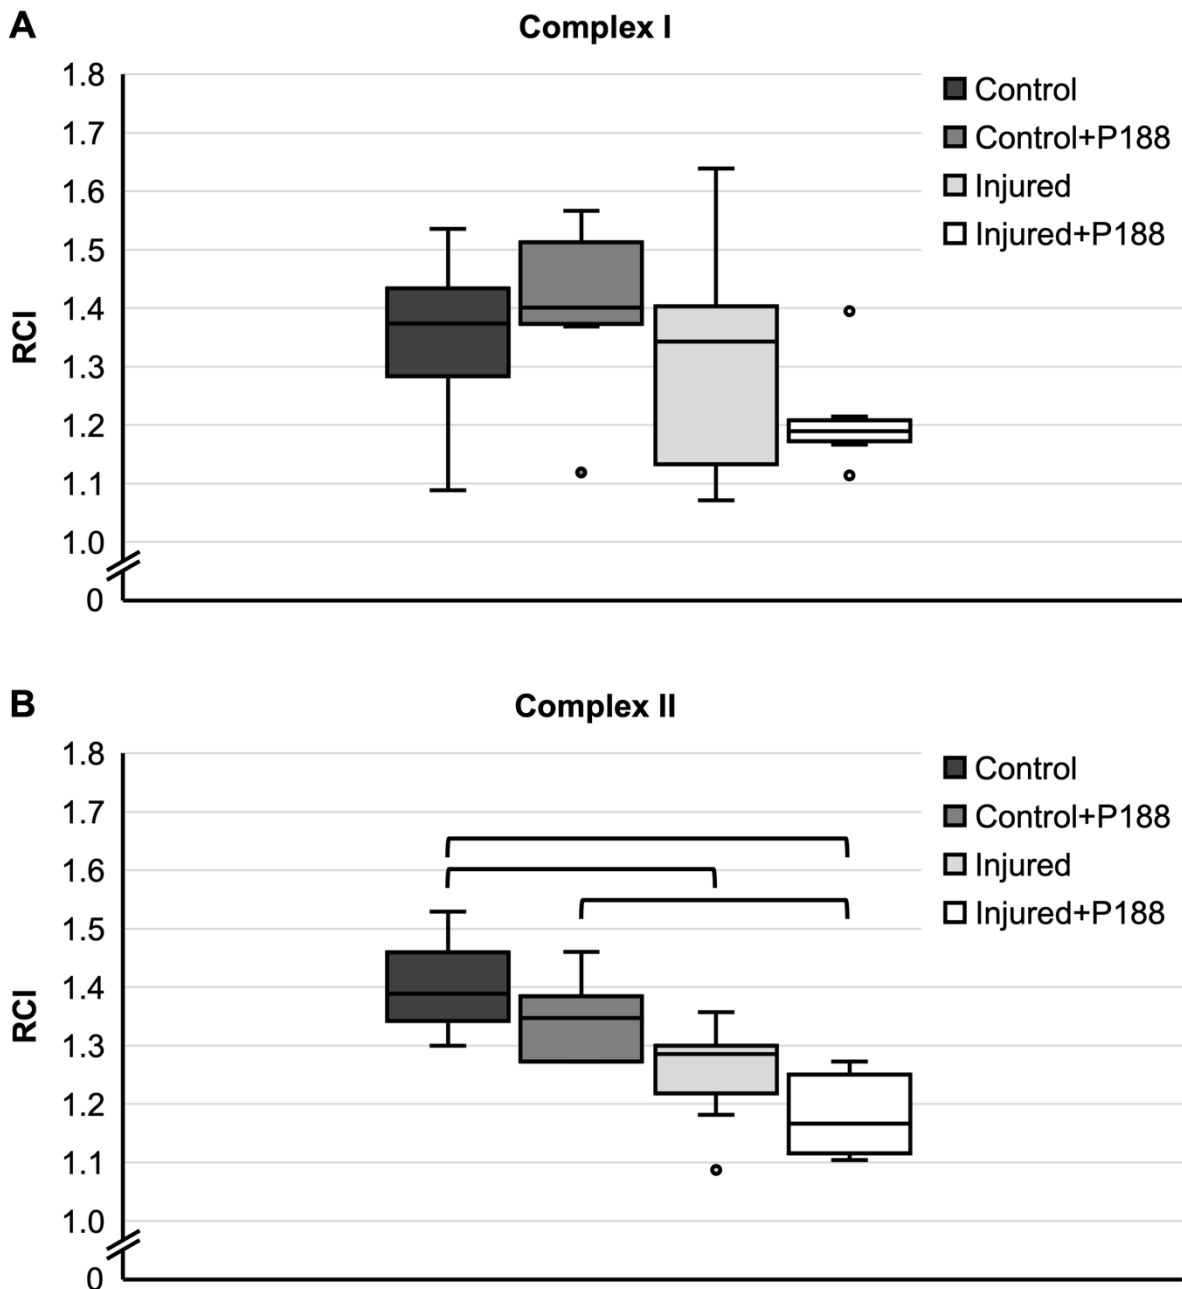 A
Complex I
1.8
1.7
1.6
1.5
1.4
1.3
1.2
1.1
1.0
0
RCI
Control
Control+P188
Injured
Injured+P188
B
Complex II
1.8
1.7
1.6
1.5
1.4
1.3
1.2
1.1
1.0
0
RCI
Control
Control+P188
Injured
Injured+P188